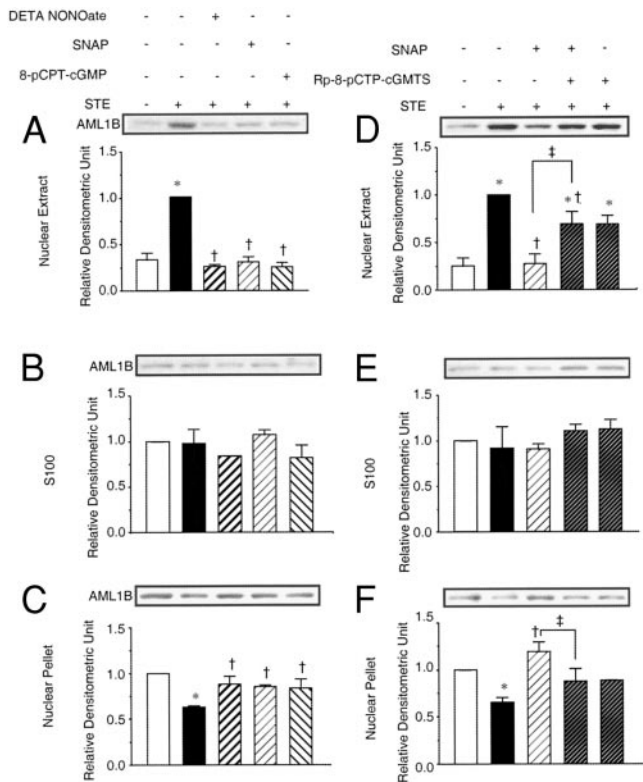 DETA NONOate - - + - -
SNAP - - - + -
8-pCPT-cGMP - - - - +
STE - + + + +
A
AML1B
Nuclear Extract
Relative Densitometric Unit
1.5
1.0
0.5
0.0
*
†
†
†
B
AML1B
S100
Relative Densitometric Unit
1.5
1.0
0.5
0.0
C
AML1B
Nuclear Pellet
Relative Densitometric Unit
1.5
1.0
0.5
0.0
*
†
†
†
SNAP - - + + -
Rp-8-pCTP-cGMTS - - - + +
STE - + + + +
D
Nuclear Extract
Relative Densitometric Unit
1.5
1.0
0.5
0.0
*
†
‡
*†
*
E
S100
Relative Densitometric Unit
1.5
1.0
0.5
0.0
F
Nuclear Pellet
Relative Densitometric Unit
1.5
1.0
0.5
0.0
*
†
‡